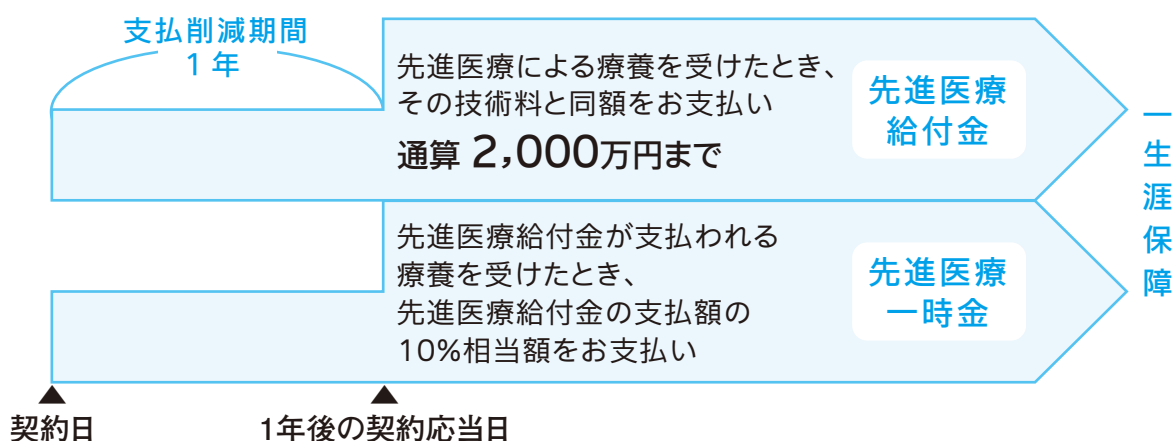 支払削減期間
1年
先進医療による療養を受けたとき、
その技術料と同額をお支払い
通算 2,000万円まで
先進医療
給付金
先進医療給付金が支払われる
療養を受けたとき、
先進医療給付金の支払額の
10%相当額をお支払い
先進医療
一時金
一生涯保障
▲
契約日
▲
1年後の契約応当日